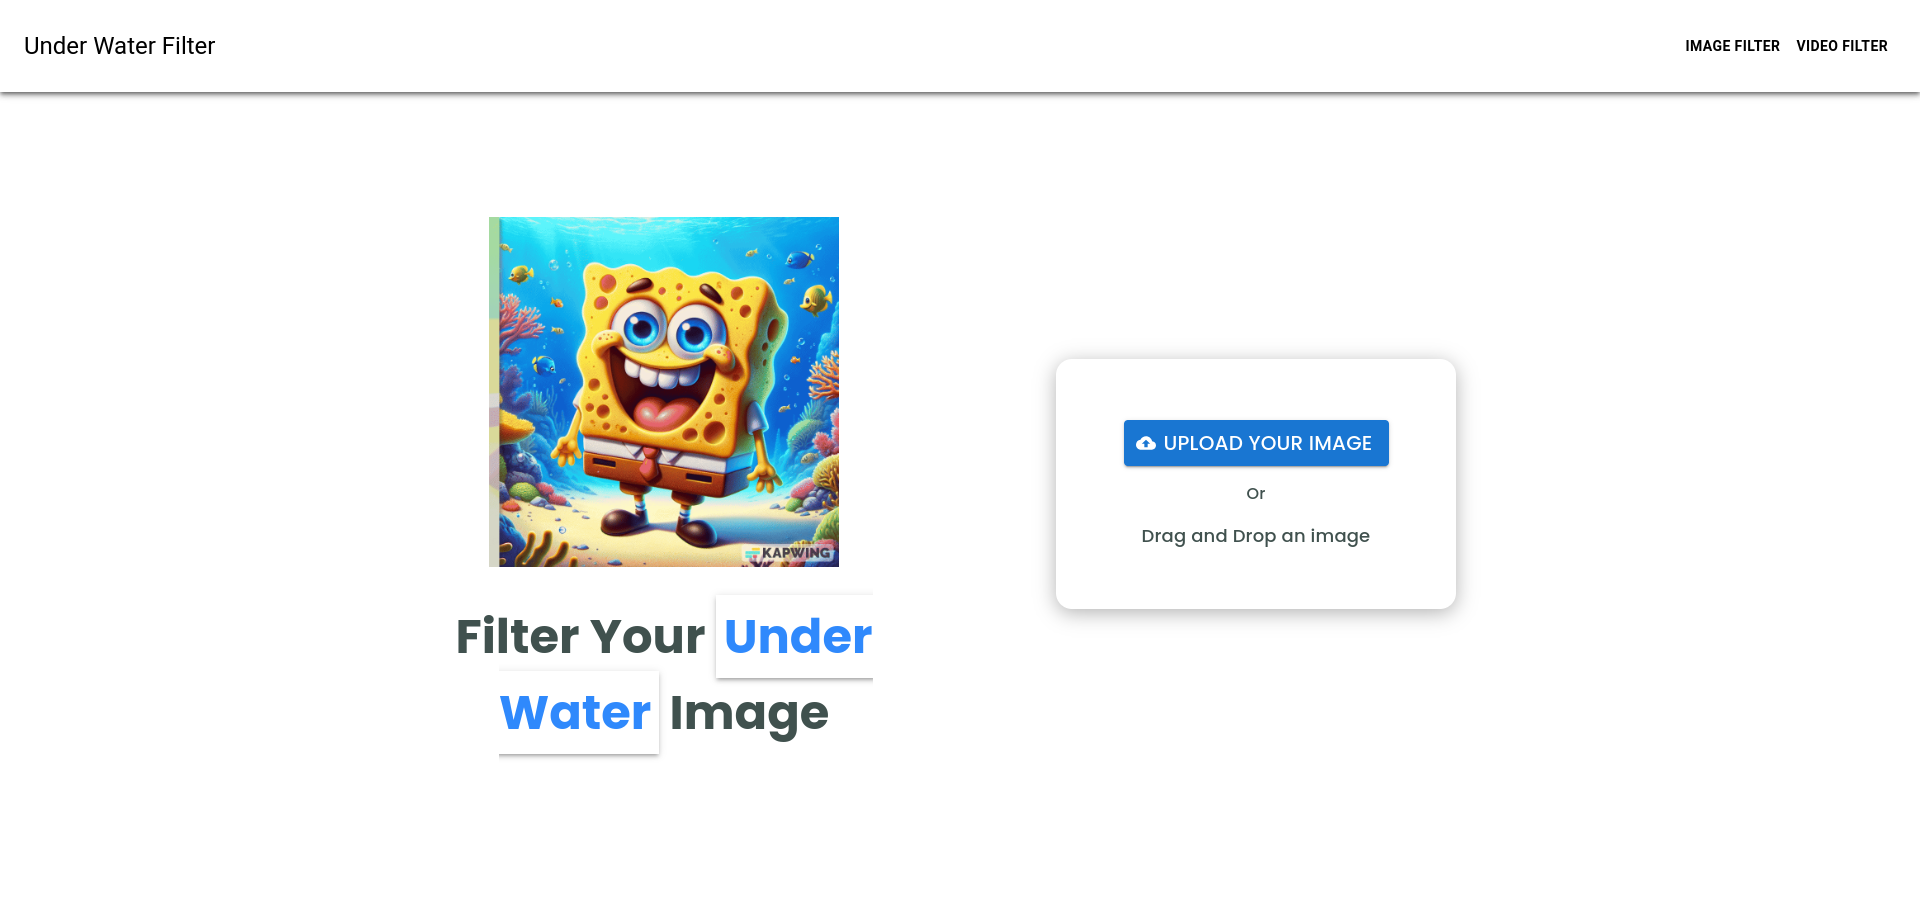 Under Water Filter
IMAGE FILTER VIDEO FILTER
KAPWING
Filter Your Under
Water Image
UPLOAD YOUR IMAGE
Or
Drag and Drop an image